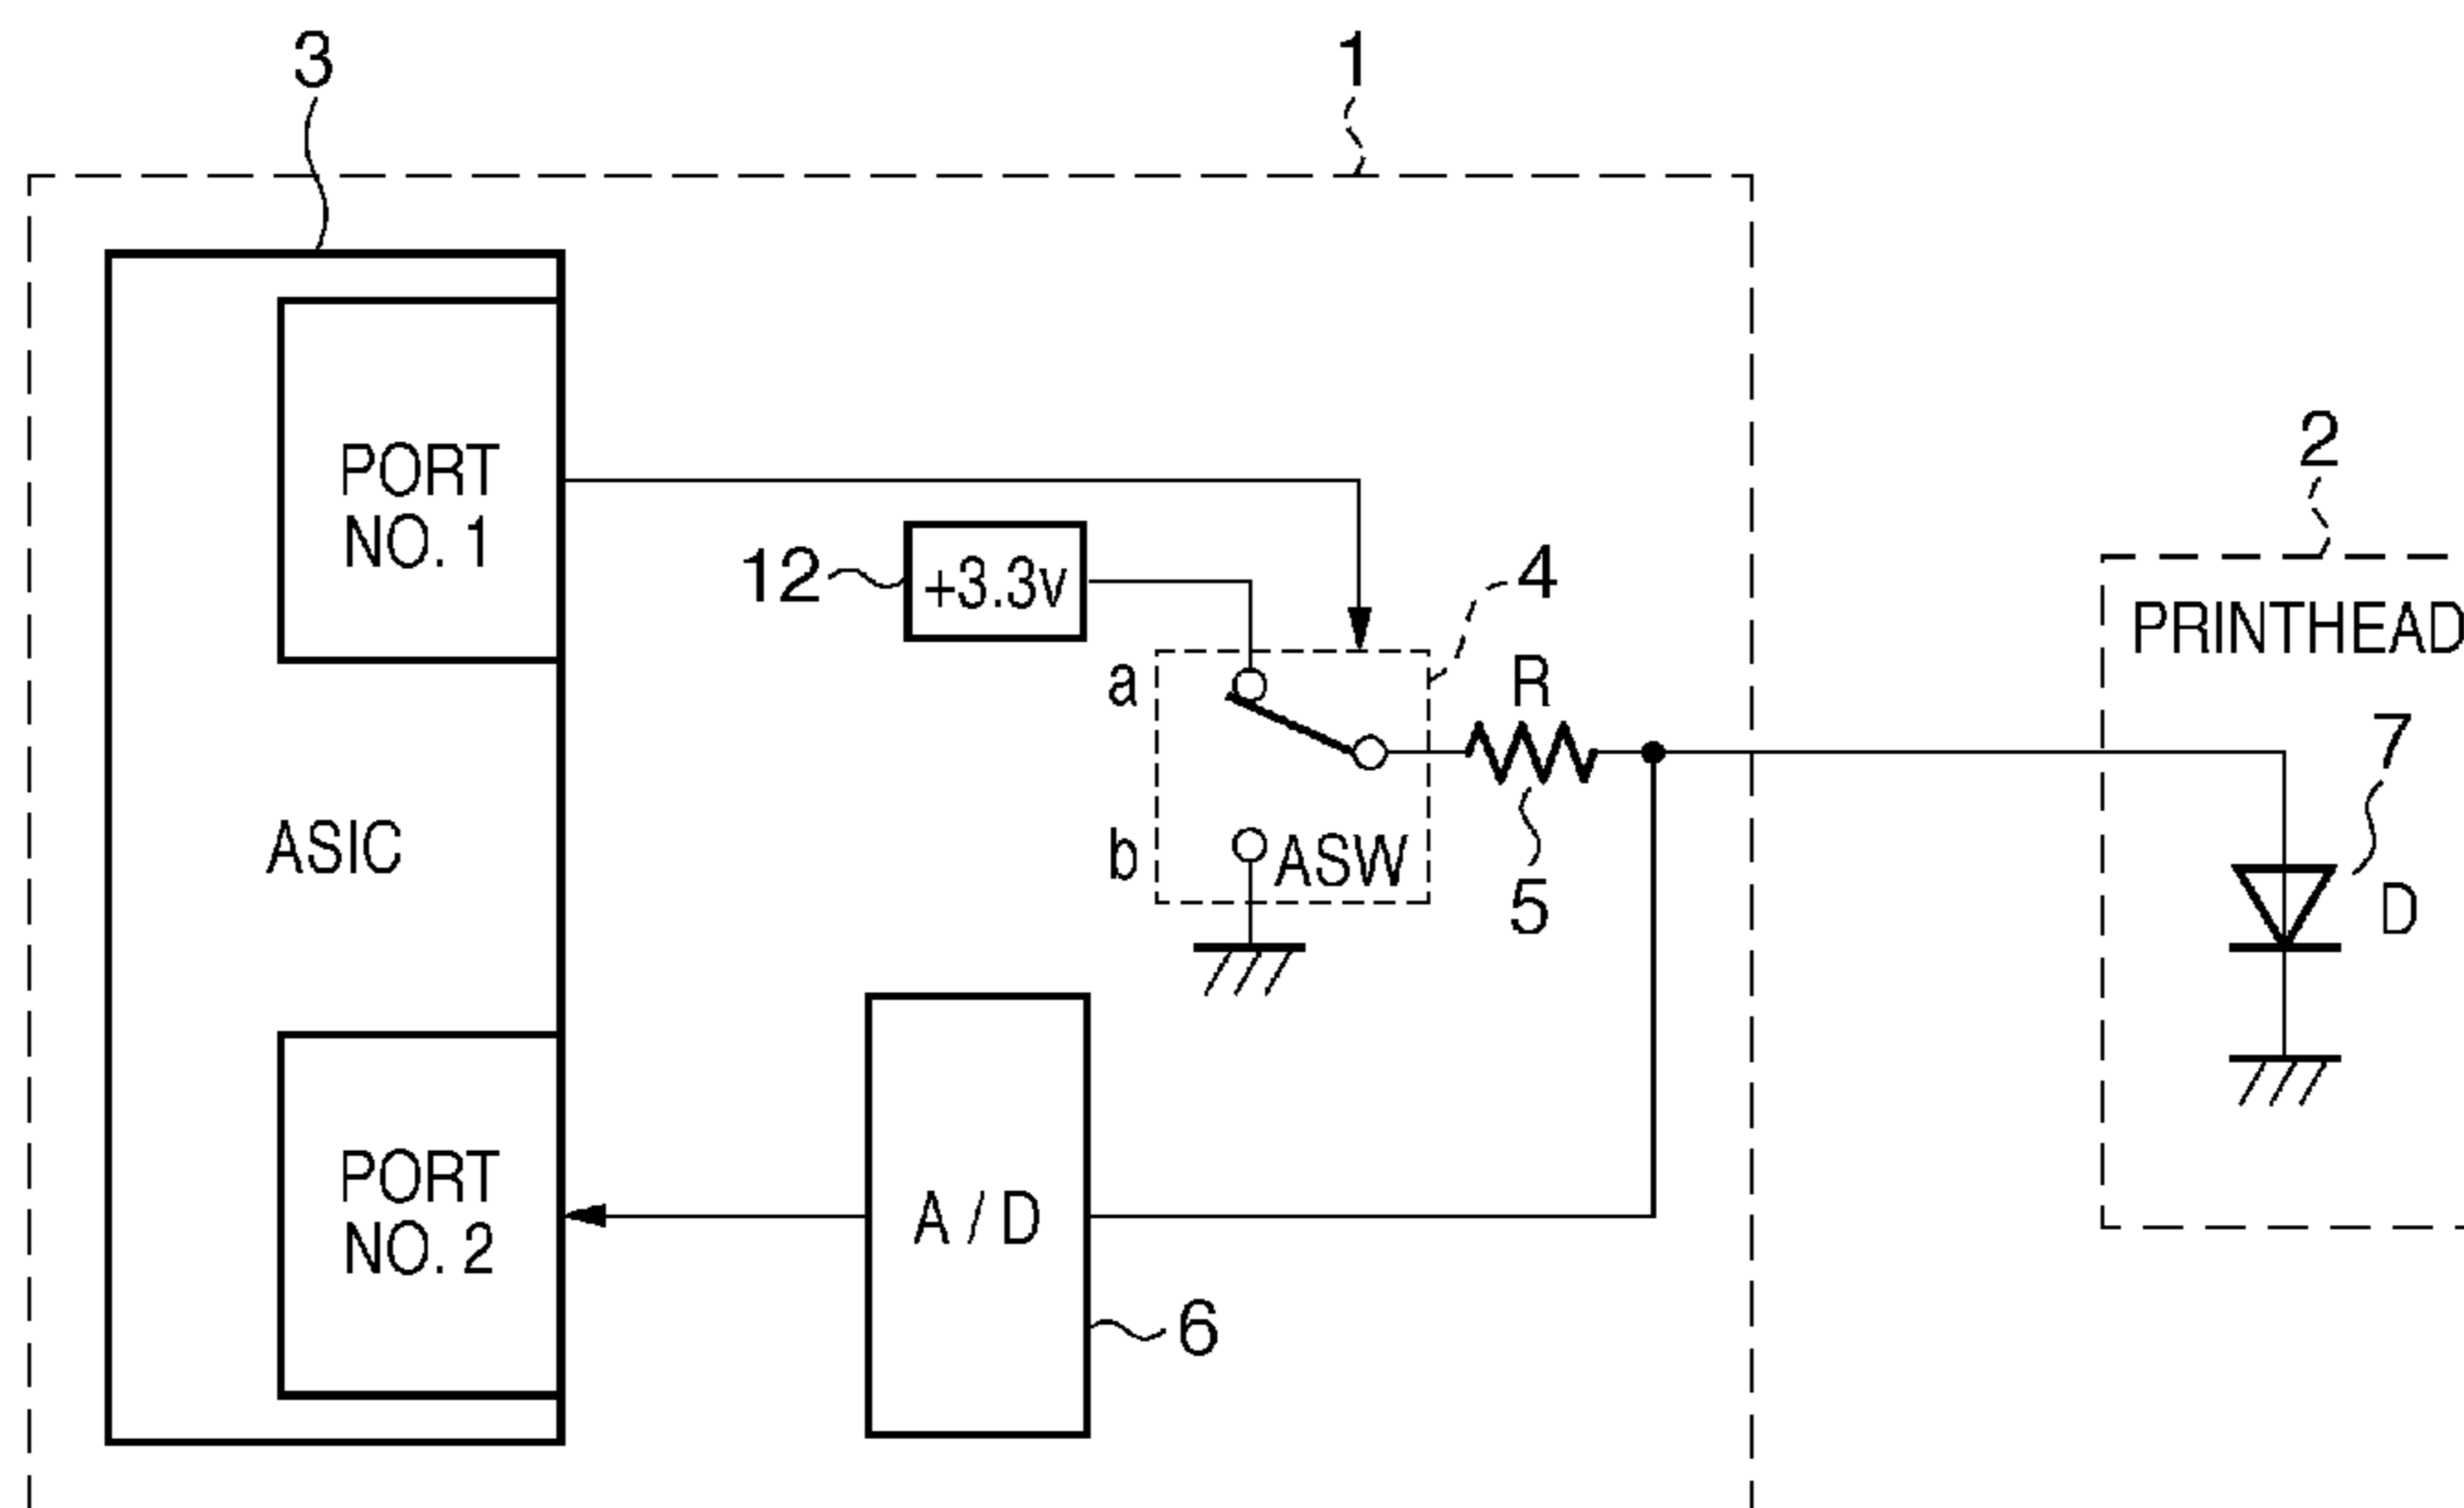 3
1
PORT
NO. 1
12
+3.3v
4
2
PRINTHEAD
a
R
7
b
ASW
5
D
ASIC
PORT
NO. 2
A / D
6